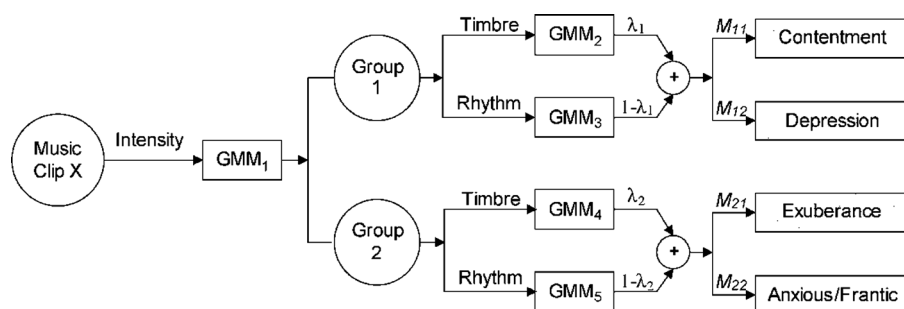 Music
Clip X
Intensity
GMM₁
Group
1
Timbre
GMM₂
λ₁
Rhythm
GMM₃
1-λ₁
+
M₁₁
Contentment
M₁₂
Depression
Group
2
Timbre
GMM₄
λ₂
Rhythm
GMM₅
1-λ₂
+
M₂₁
Exuberance
M₂₂
Anxious/Frantic